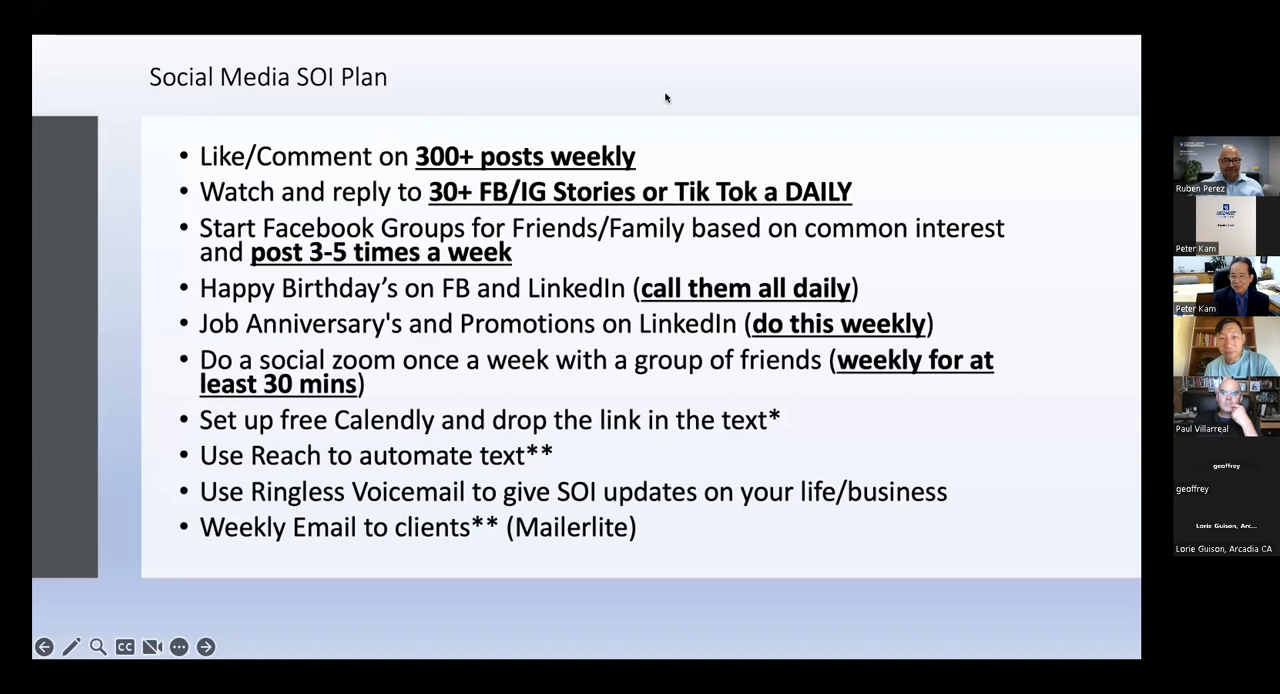 Social Media SOI Plan
• Like/Comment on 300+ posts weekly
• Watch and reply to 30+ FB/IG Stories or Tik Tok a DAILY
• Start Facebook Groups for Friends/Family based on common interest
and post 3-5 times a week
• Happy Birthday’s on FB and LinkedIn (call them all daily)
• Job Anniversary's and Promotions on LinkedIn (do this weekly)
• Do a social zoom once a week with a group of friends (weekly for at
least 30 mins)
• Set up free Calendly and drop the link in the text*
• Use Reach to automate text**
• Use Ringless Voicemail to give SOI updates on your life/business
• Weekly Email to clients** (Mailerlite)
CC
Ruben Perez
Peter Kam
Peter Kam
Paul Villarreal
geoffrey
geoffrey
Lorie Guison, Arc...
Lorie Guison, Arcadia CA